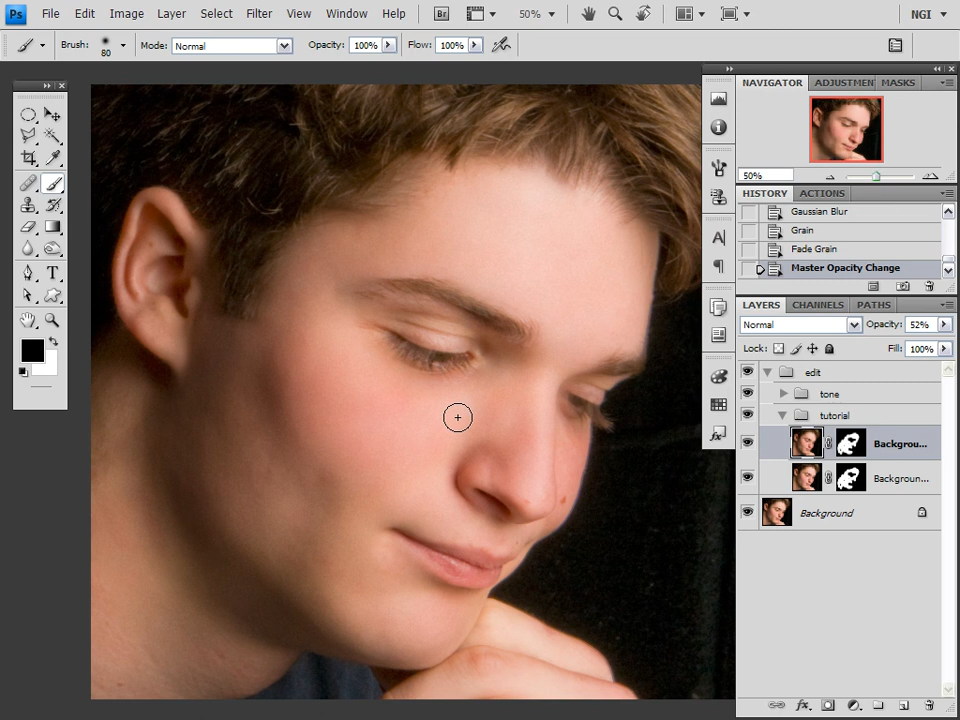 Ps File Edit Image Layer Select Filter View Window Help Br 50% NGI
Brush: 80 Mode: Normal Opacity: 100% Flow: 100%
NAVIGATOR ADJUSTMEN MASKS
50%
HISTORY ACTIONS
Gaussian Blur
Grain
Fade Grain
Master Opacity Change
LAYERS CHANNELS PATHS
Normal Opacity: 52%
Lock: Fill: 100%
edit
tone
tutorial
Backgrou...
Backgroun...
Background